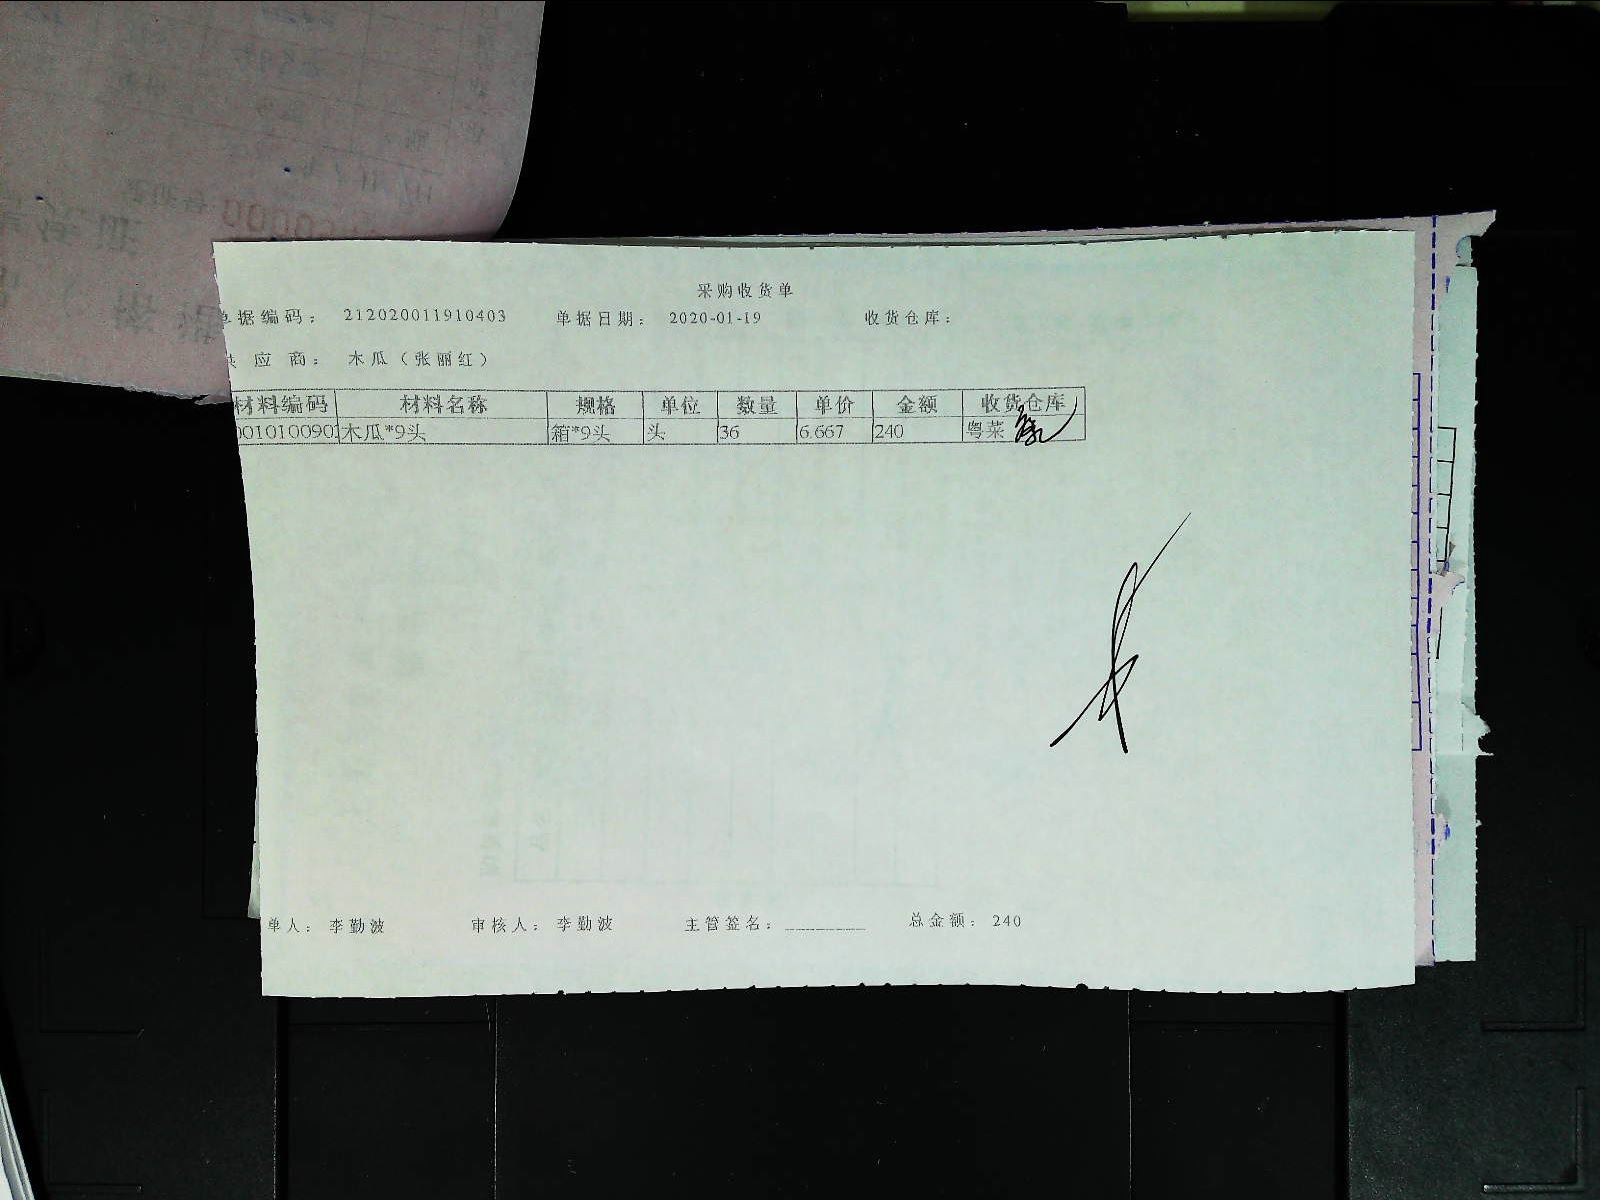 采购收货单
单据编码： 212020011910403 单据日期： 2020-01-19 收货仓库：
应 商： 木瓜（张丽红）
材料编码 材料名称 规格 单位 数量 单价 金额 收货仓库
木瓜*9头 箱*9头 头 36 6.667 240 粤菜
单人： 李勤波 审核人： 李勤波 主管签名： ________ 总金额： 240